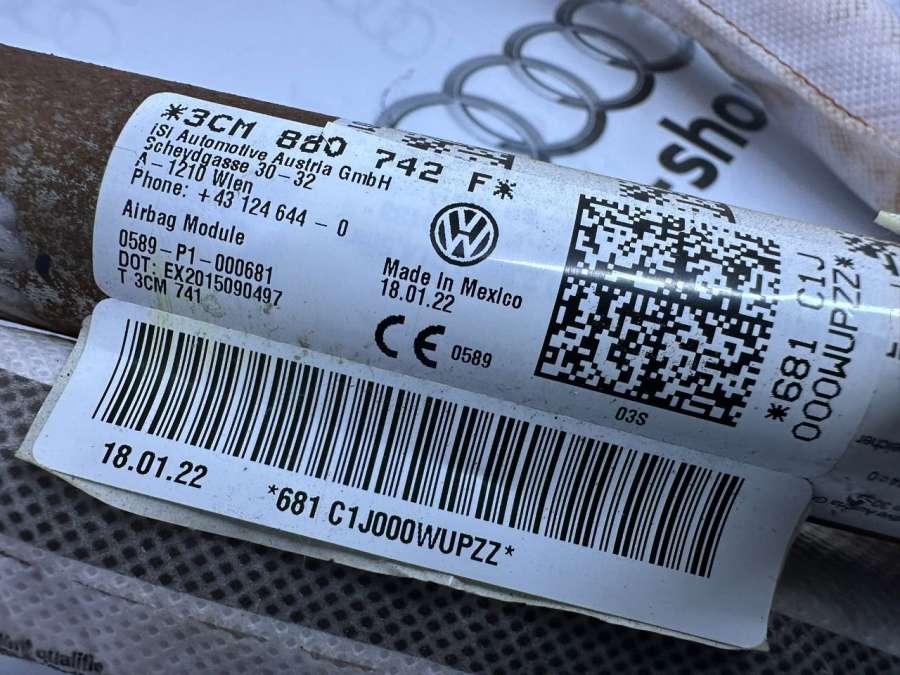 *3CM 880 742 F*
iSi Automotive Austria GmbH
Scheydgasse 30-32
A-1210 Wien
Phone: +43 124 644-0
Airbag Module
0589-P1-000681
DOT: EX2015090497
T 3CM 741
VW
Made in Mexico
18.01.22
CE 0589
03S
*681 C1J
000WUPZZ*
18.01.22
*681 C1J000WUPZZ*
rsho